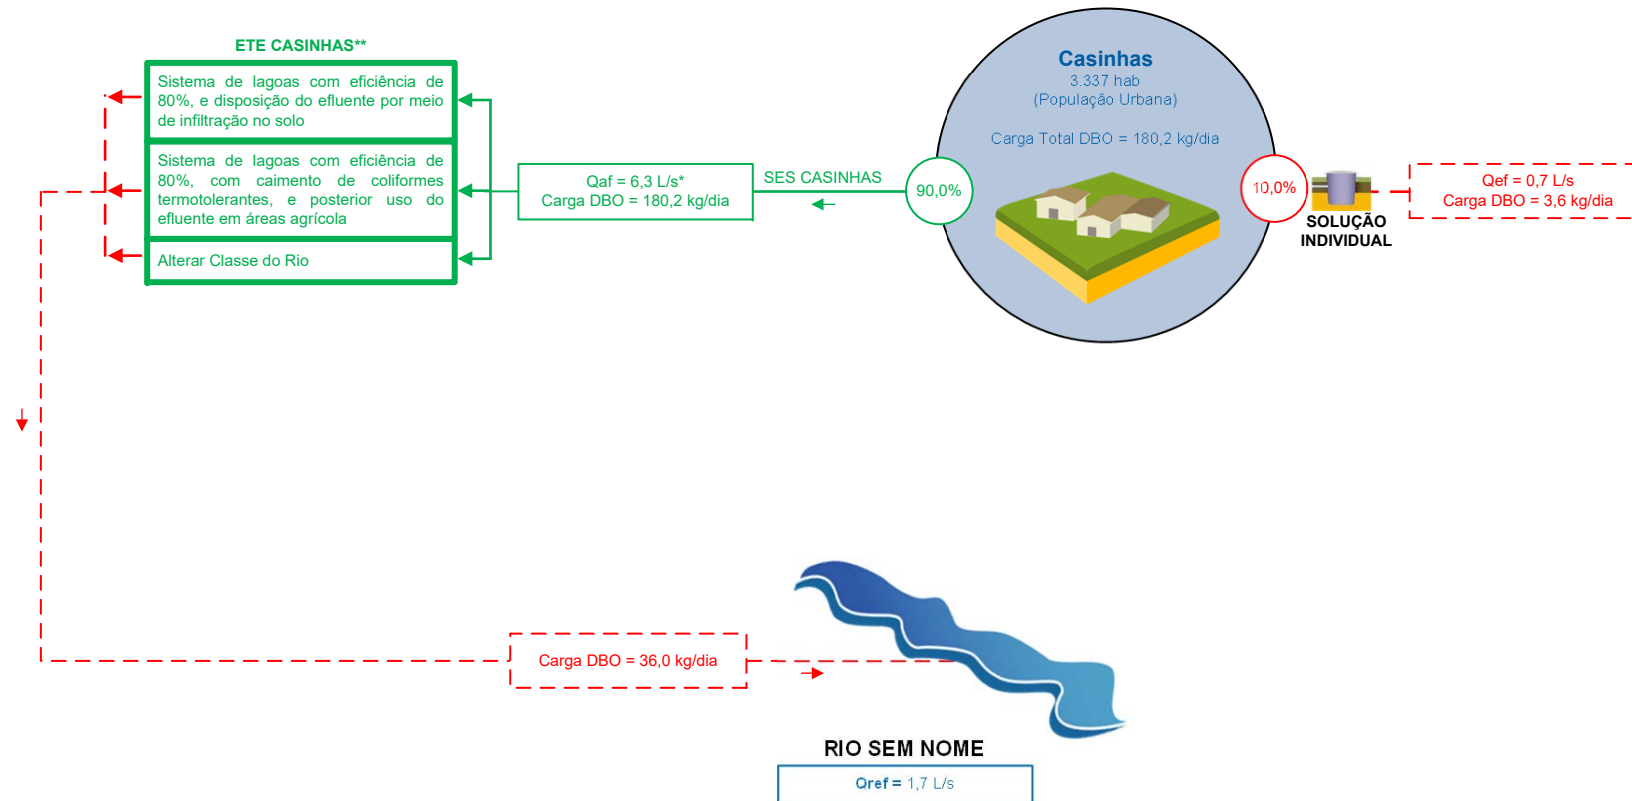 ETE CASINHAS**
Sistema de lagoas com eficiência de
80%, e disposição do efluente por meio
de infiltração no solo
Sistema de lagoas com eficiência de
80%, com caimento de coliformes
termotolerantes, e posterior uso do
efluente em áreas agrícola
Alterar Classe do Rio
Qaf = 6,3 L/s*
Carga DBO = 180,2 kg/dia
SES CASINHAS
90,0%
Casinhas
3.337 hab
(População Urbana)
Carga Total DBO = 180,2 kg/dia
10,0%
SOLUÇÃO
INDIVIDUAL
Qef = 0,7 L/s
Carga DBO = 3,6 kg/dia
Carga DBO = 36,0 kg/dia
RIO SEM NOME
Qref = 1,7 L/s